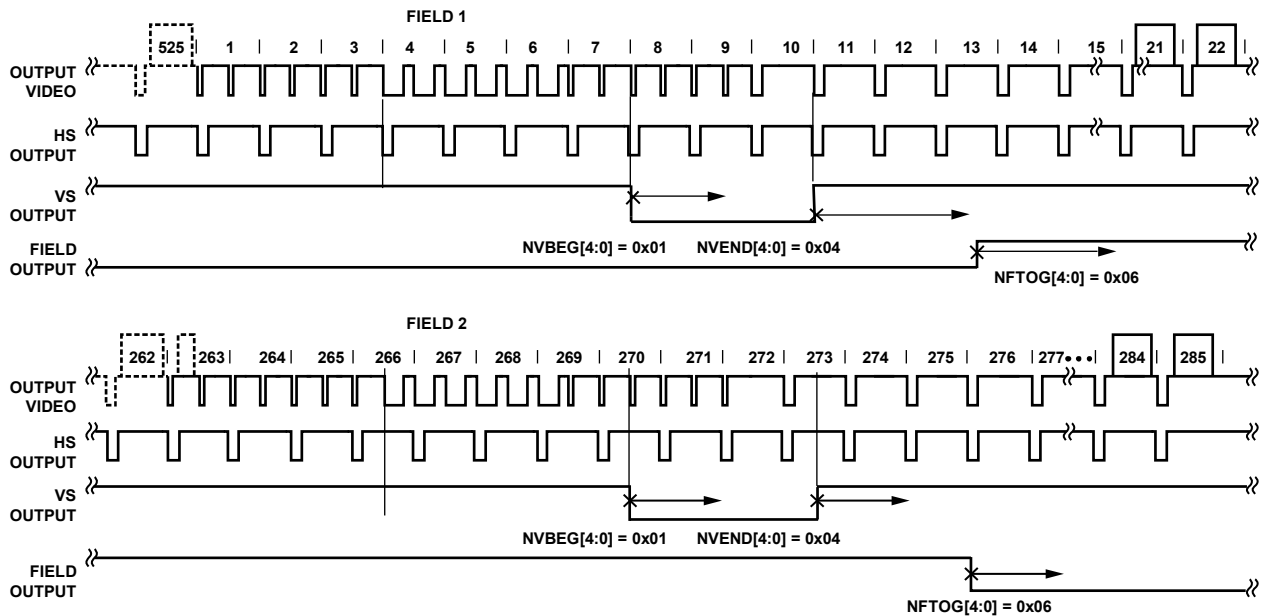 FIELD 1
525 1 2 3 4 5 6 7 8 9 10 11 12 13 14 15 21 22
OUTPUT
VIDEO
HS
OUTPUT
VS
OUTPUT
NVBEG[4:0] = 0x01 NVEND[4:0] = 0x04
FIELD
OUTPUT
NFTOG[4:0] = 0x06
FIELD 2
262 263 264 265 266 267 268 269 270 271 272 273 274 275 276 277 284 285
OUTPUT
VIDEO
HS
OUTPUT
VS
OUTPUT
NVBEG[4:0] = 0x01 NVEND[4:0] = 0x04
FIELD
OUTPUT
NFTOG[4:0] = 0x06